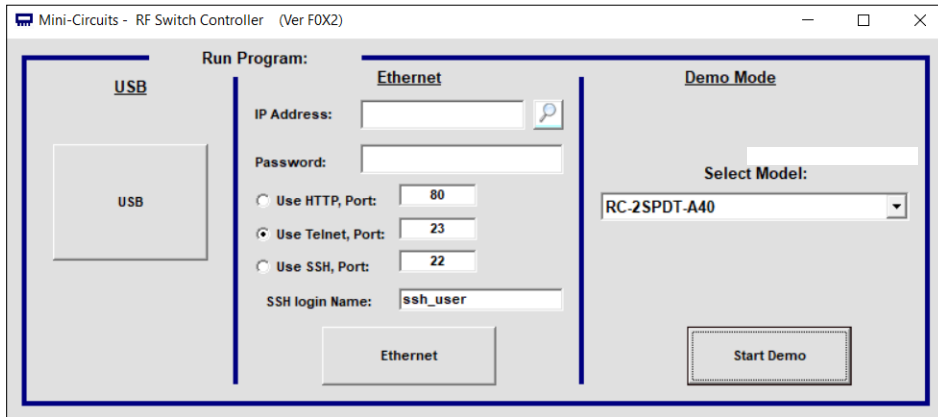 Mini-Circuits - RF Switch Controller (Ver F0X2)
Run Program:
USB
USB
Ethernet
IP Address:
Password:
Use HTTP, Port: 80
Use Telnet, Port: 23
Use SSH, Port: 22
SSH login Name: ssh_user
Ethernet
Demo Mode
Select Model:
RC-2SPDT-A40
Start Demo